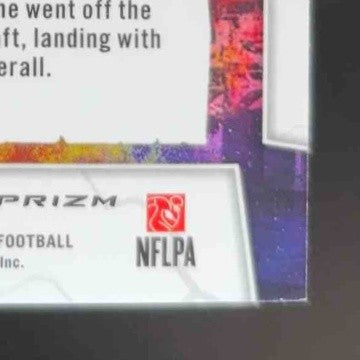 he went off the
ft, landing with
erall.
PRIZM
FOOTBALL
Inc.
NFLPA